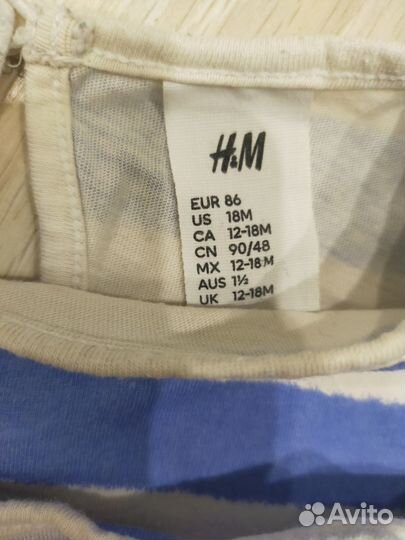 H&M
EUR 86
US 18M
CA 12-18M
CN 90/48
MX 12-18M
AUS 1½
UK 12-18M
Avito